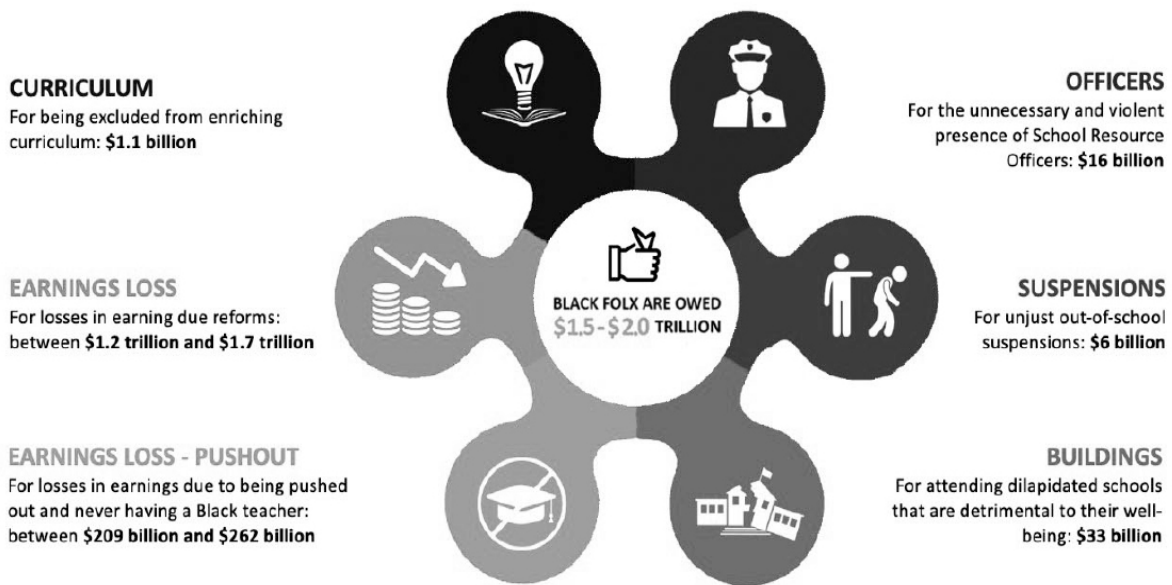 CURRICULUM
For being excluded from enriching
curriculum: $1.1 billion
EARNINGS LOSS
For losses in earning due reforms:
between $1.2 trillion and $1.7 trillion
EARNINGS LOSS - PUSHOUT
For losses in earnings due to being pushed
out and never having a Black teacher:
between $209 billion and $262 billion
BLACK FOLX ARE OWED
$1.5 - $2.0 TRILLION
OFFICERS
For the unnecessary and violent
presence of School Resource
Officers: $16 billion
SUSPENSIONS
For unjust out-of-school
suspensions: $6 billion
BUILDINGS
For attending dilapidated schools
that are detrimental to their well-
being: $33 billion